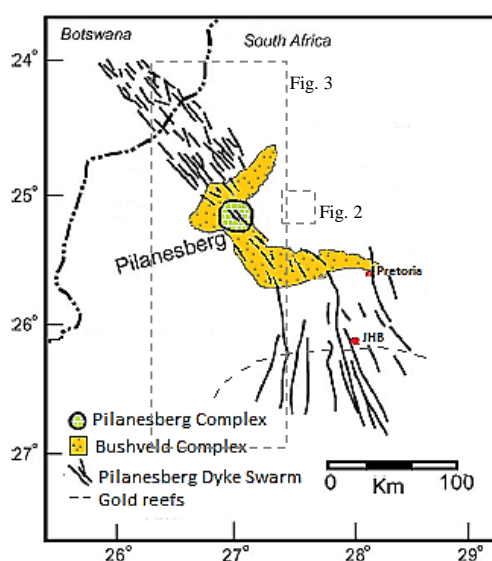 Botswana
South Africa
24°
Fig. 3
25°
Fig. 2
Pilanesberg
Pretoria
26°
JHB
Pilanesberg Complex
Bushveld Complex
27°
Pilanesberg Dyke Swarm
Gold reefs
0 100
Km
26° 27° 28° 29°